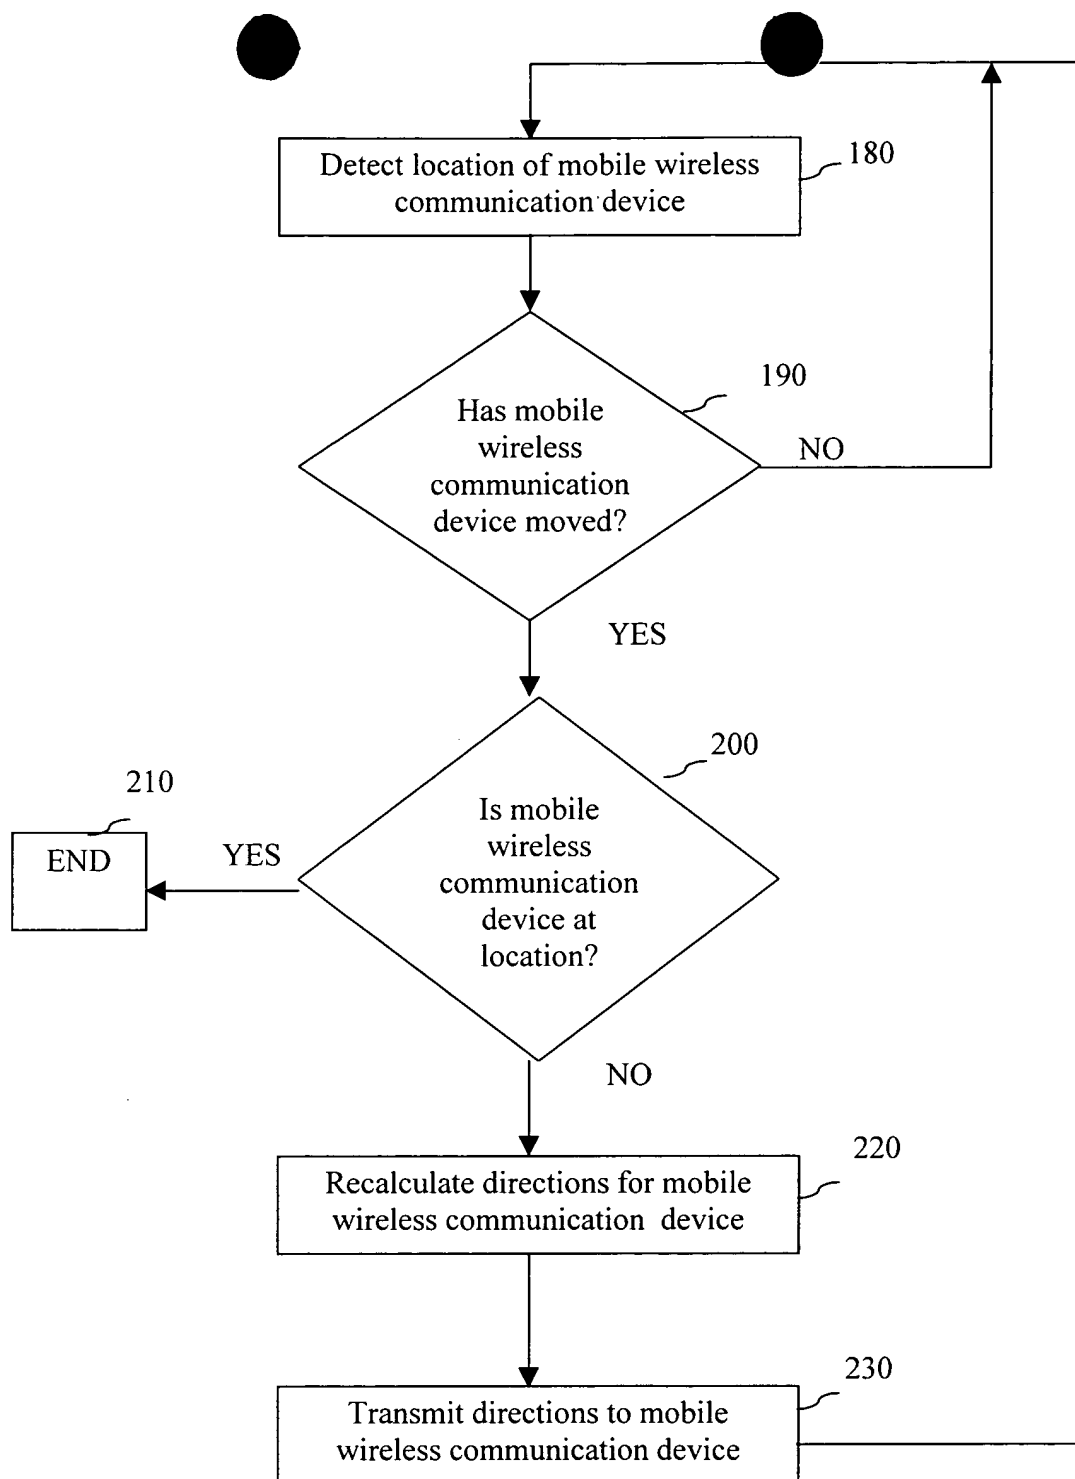 Detect location of mobile wireless
communication device
180
190
Has mobile
wireless
communication
device moved?
NO
YES
200
210
Is mobile
wireless
communication
device at
location?
END
YES
NO
220
Recalculate directions for mobile
wireless communication device
230
Transmit directions to mobile
wireless communication device